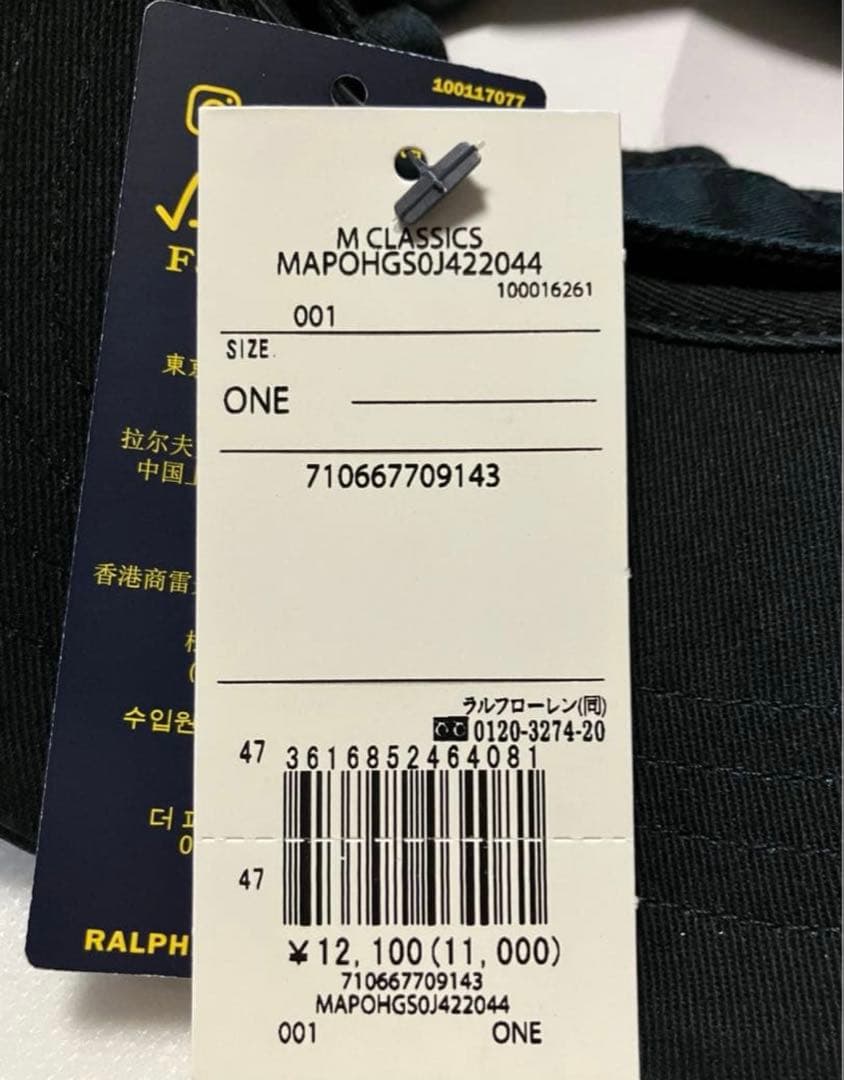 100117077
M CLASSICS
MAPOHGS0J422044
100016261
001
SIZE
ONE
710667709143
ラルフローレン(同)
0120-3274-20
47 3616852464081
47
¥12,100(11,000)
710667709143
MAPOHGS0J422044
001 ONE
拉尔夫
中国
香港商雷
수입원
더
0
RALPH